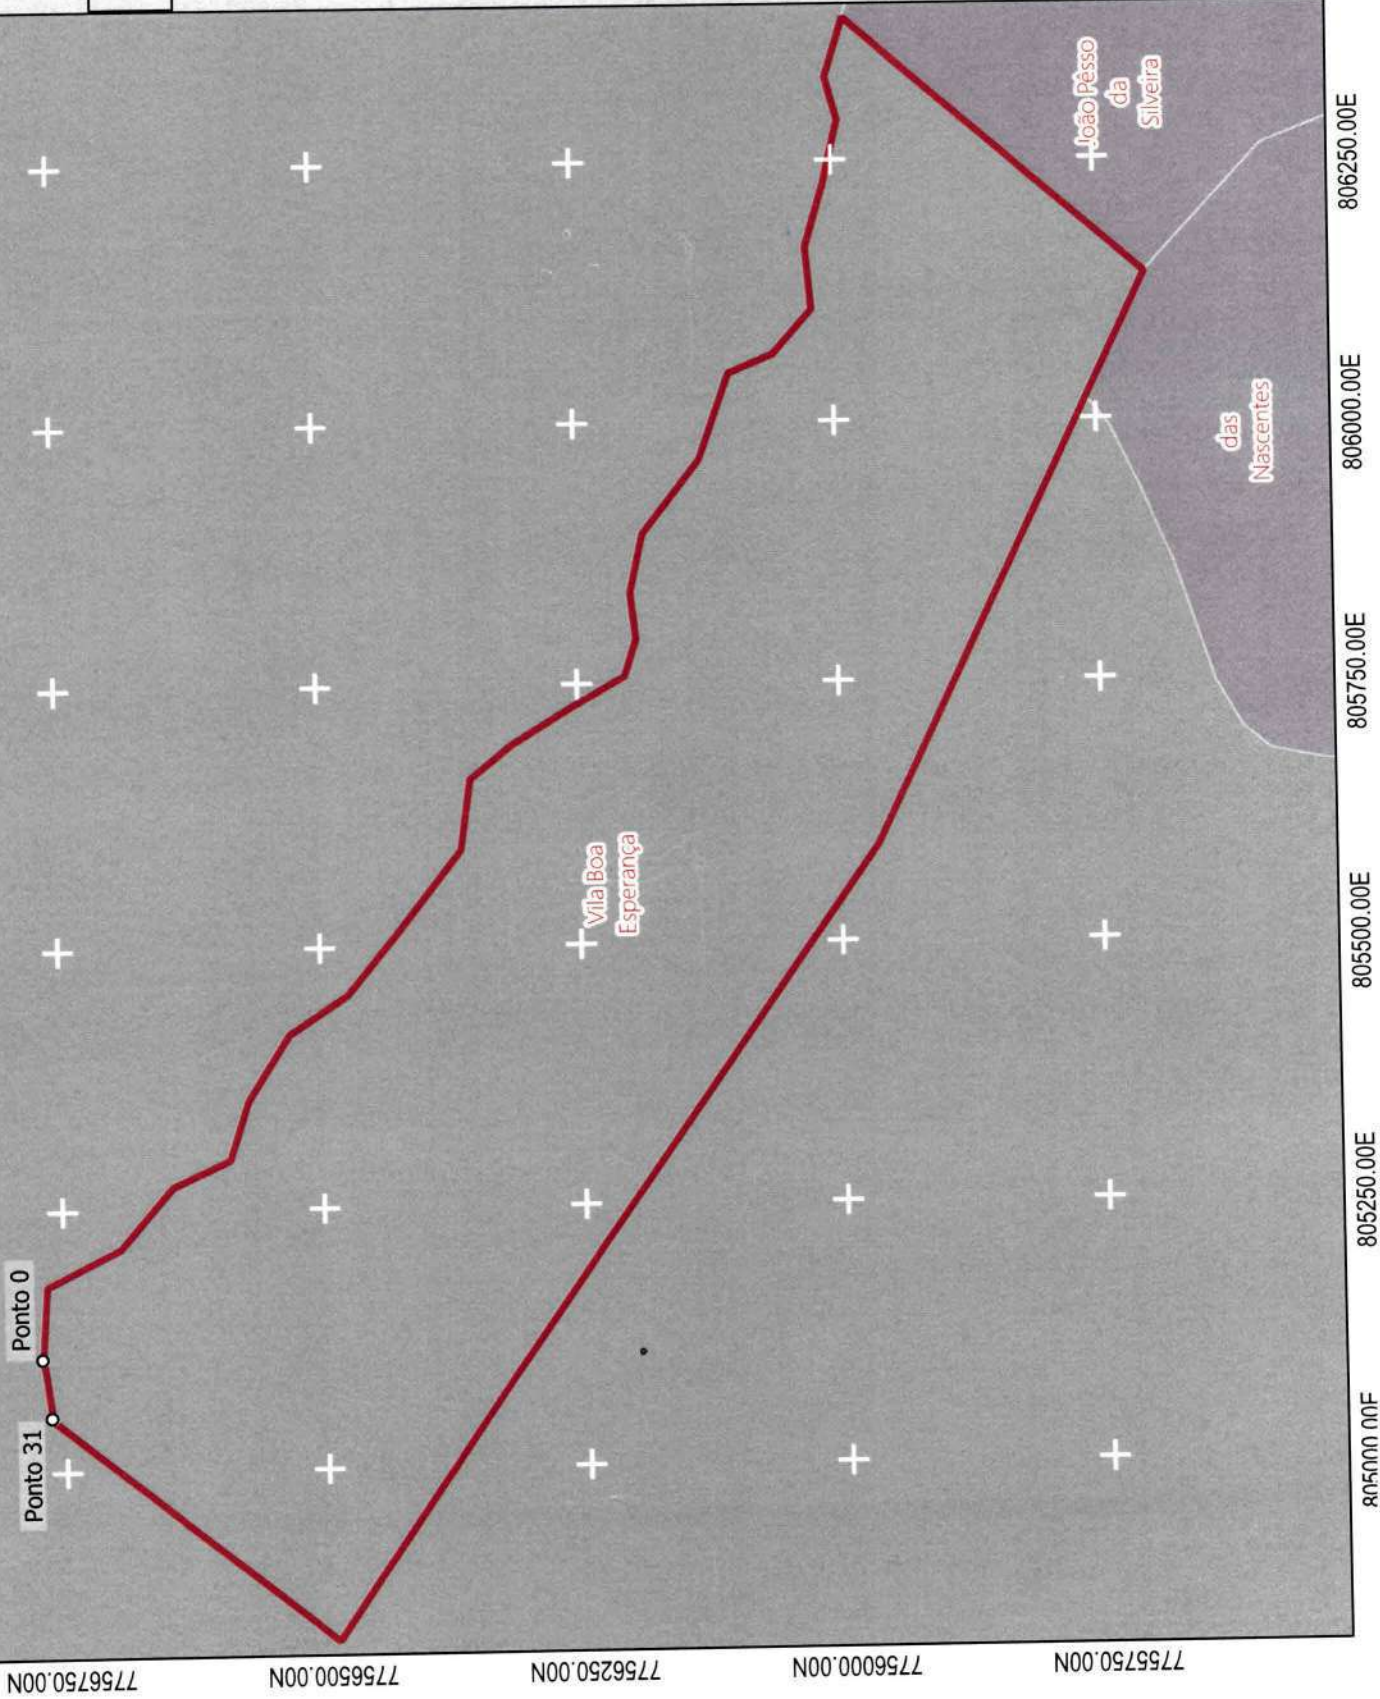 Ponto 31
Ponto 0
Vila Boa
Esperança
João Pêsso
da
Silveira
das
Nascentes
7756750.00N
7756500.00N
7756250.00N
7756000.00N
7755750.00N
805000.00E
805250.00E
805500.00E
805750.00E
806000.00E
806250.00E